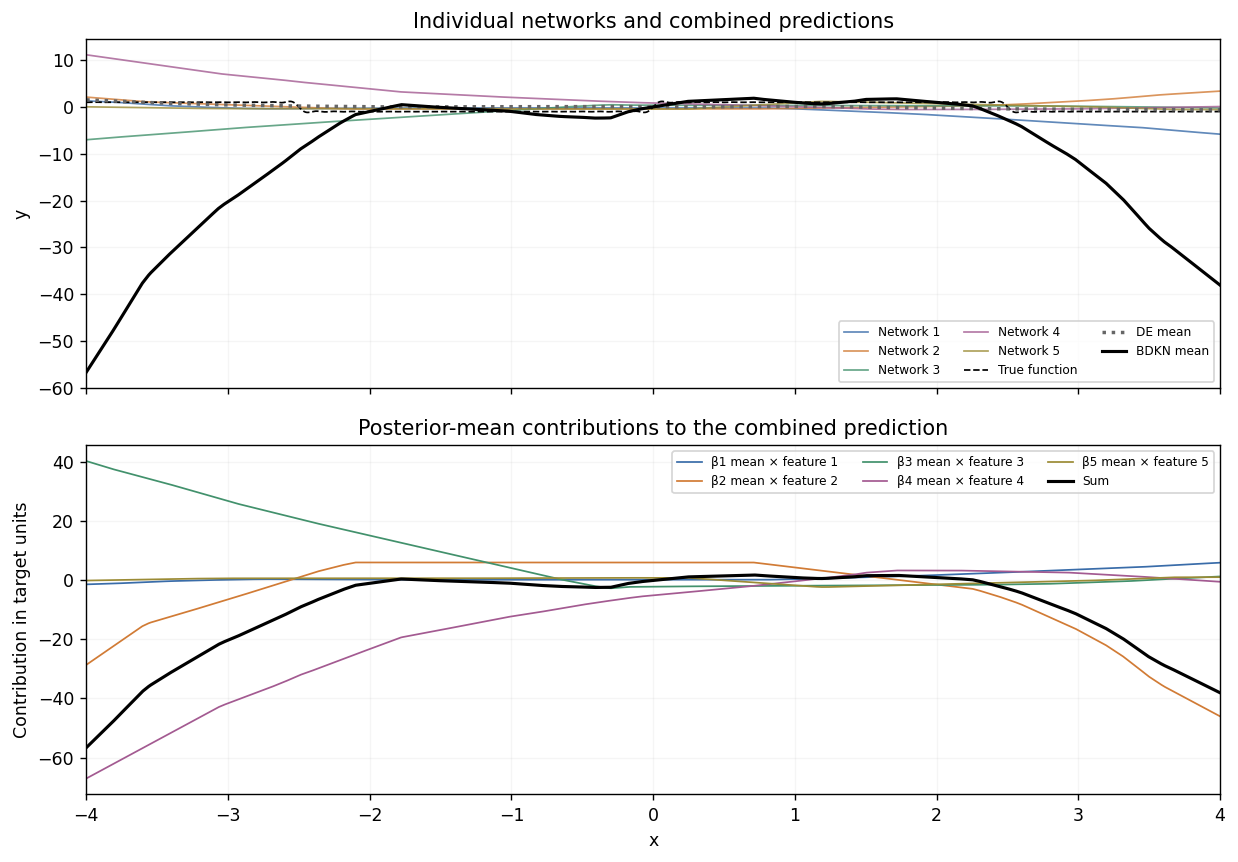 Individual networks and combined predictions
10
0
−10
−20
−30
−40
−50
−60
y
Network 1
Network 2
Network 3
Network 4
Network 5
True function
DE mean
BDKN mean
Posterior-mean contributions to the combined prediction
40
20
0
−20
−40
−60
Contribution in target units
β1 mean × feature 1
β2 mean × feature 2
β3 mean × feature 3
β4 mean × feature 4
β5 mean × feature 5
Sum
−4
−3
−2
−1
0
1
2
3
4
x